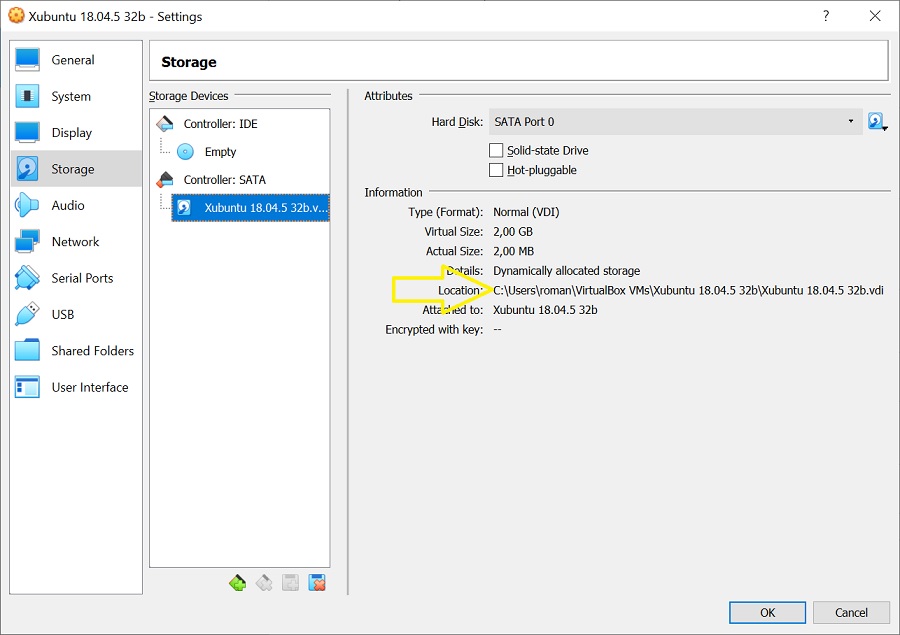 Xubuntu 18.04.5 32b - Settings
?
General
System
Display
Storage
Audio
Network
Serial Ports
USB
Shared Folders
User Interface
Storage
Storage Devices
Controller: IDE
Empty
Controller: SATA
Xubuntu 18.04.5 32b.v...
Attributes
Hard Disk: SATA Port 0
Solid-state Drive
Hot-pluggable
Information
Type (Format): Normal (VDI)
Virtual Size: 2,00 GB
Actual Size: 2,00 MB
Details: Dynamically allocated storage
Location: C:\Users\roman\VirtualBox VMs\Xubuntu 18.04.5 32b\Xubuntu 18.04.5 32b.vdi
Attached to: Xubuntu 18.04.5 32b
Encrypted with key: --
OK
Cancel